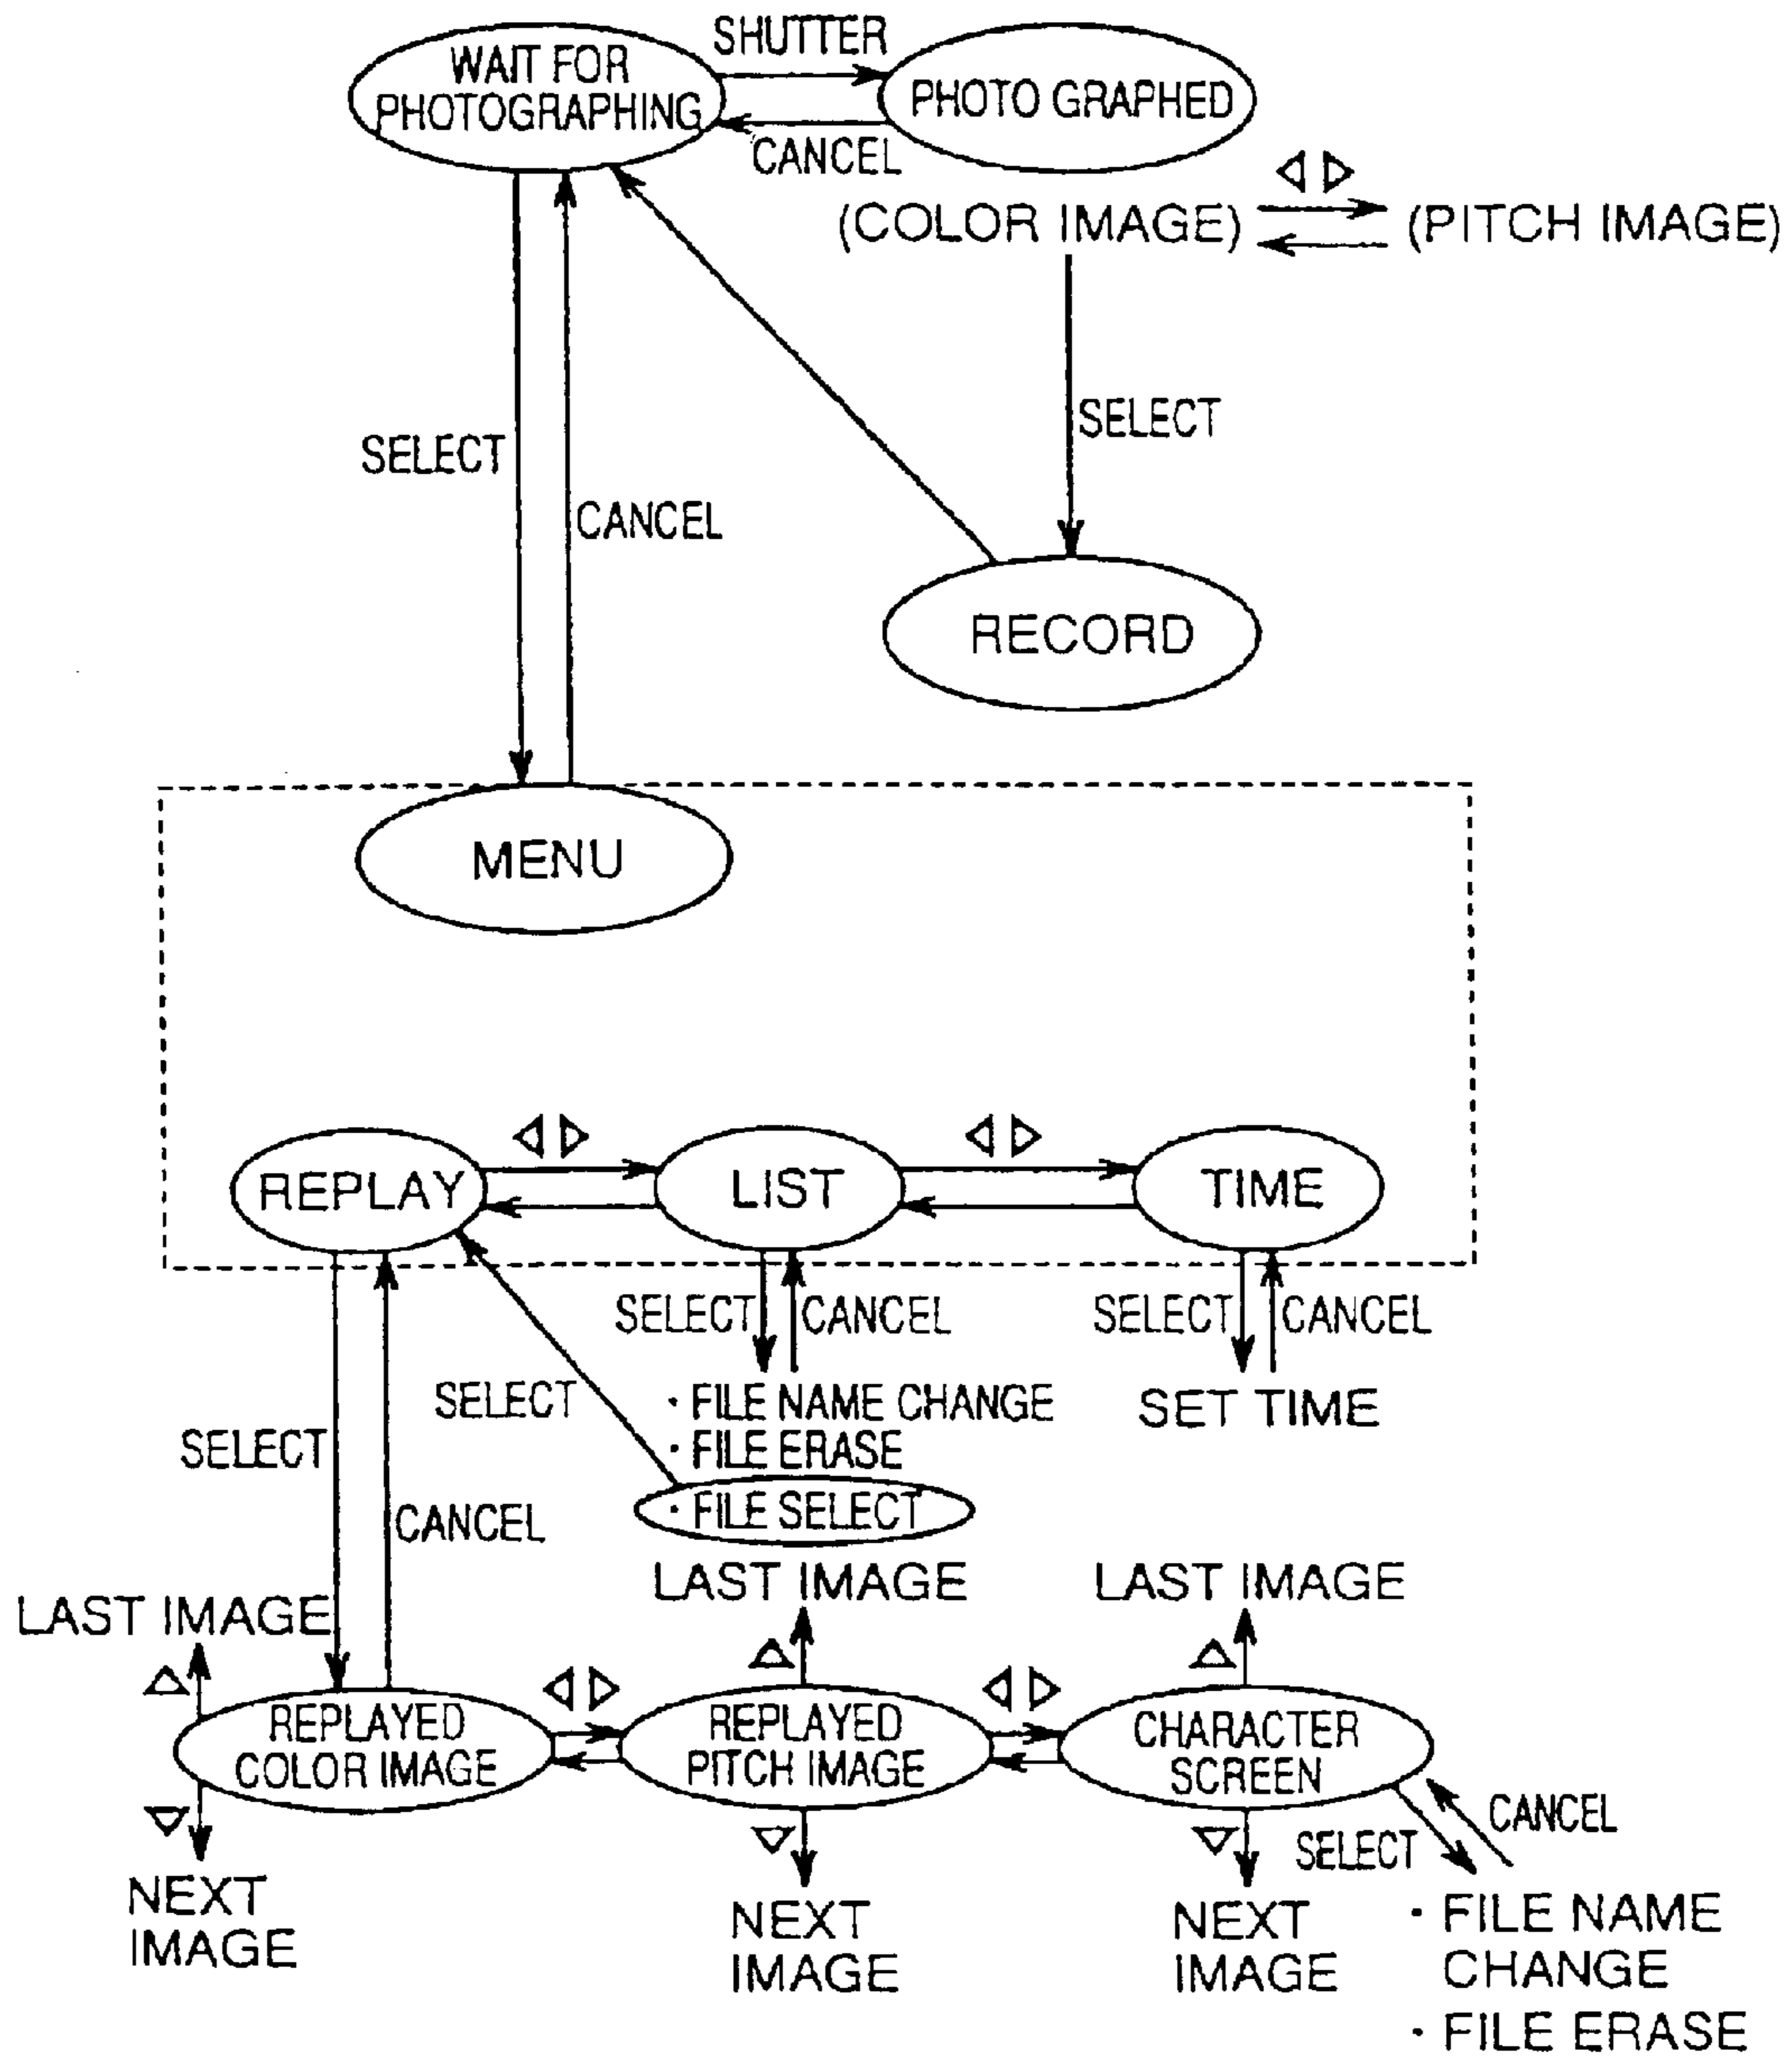 SHUTTER
WAIT FOR
PHOTOGRAPHING
PHOTO GRAPHED
CANCEL
(COLOR IMAGE)
(PITCH IMAGE)
SELECT
SELECT
CANCEL
RECORD
MENU
REPLAY
LIST
TIME
SELECT
CANCEL
SELECT
CANCEL
SELECT
· FILE NAME CHANGE
SET TIME
SELECT
· FILE ERASE
CANCEL
· FILE SELECT
LAST IMAGE
LAST IMAGE
LAST IMAGE
REPLAYED
COLOR IMAGE
REPLAYED
PITCH IMAGE
CHARACTER
SCREEN
CANCEL
SELECT
NEXT
IMAGE
NEXT
IMAGE
NEXT
IMAGE
· FILE NAME
CHANGE
· FILE ERASE